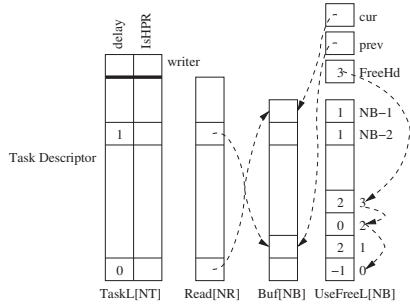 delay
IsHPR
writer
cur
prev
3 FreeHd
1 NB−1
1 1 NB−2
Task Descriptor
2 3
0 2
2 1
0 −1 0
TaskL[NT] Read[NR] Buf[NB] UseFreeL[NB]